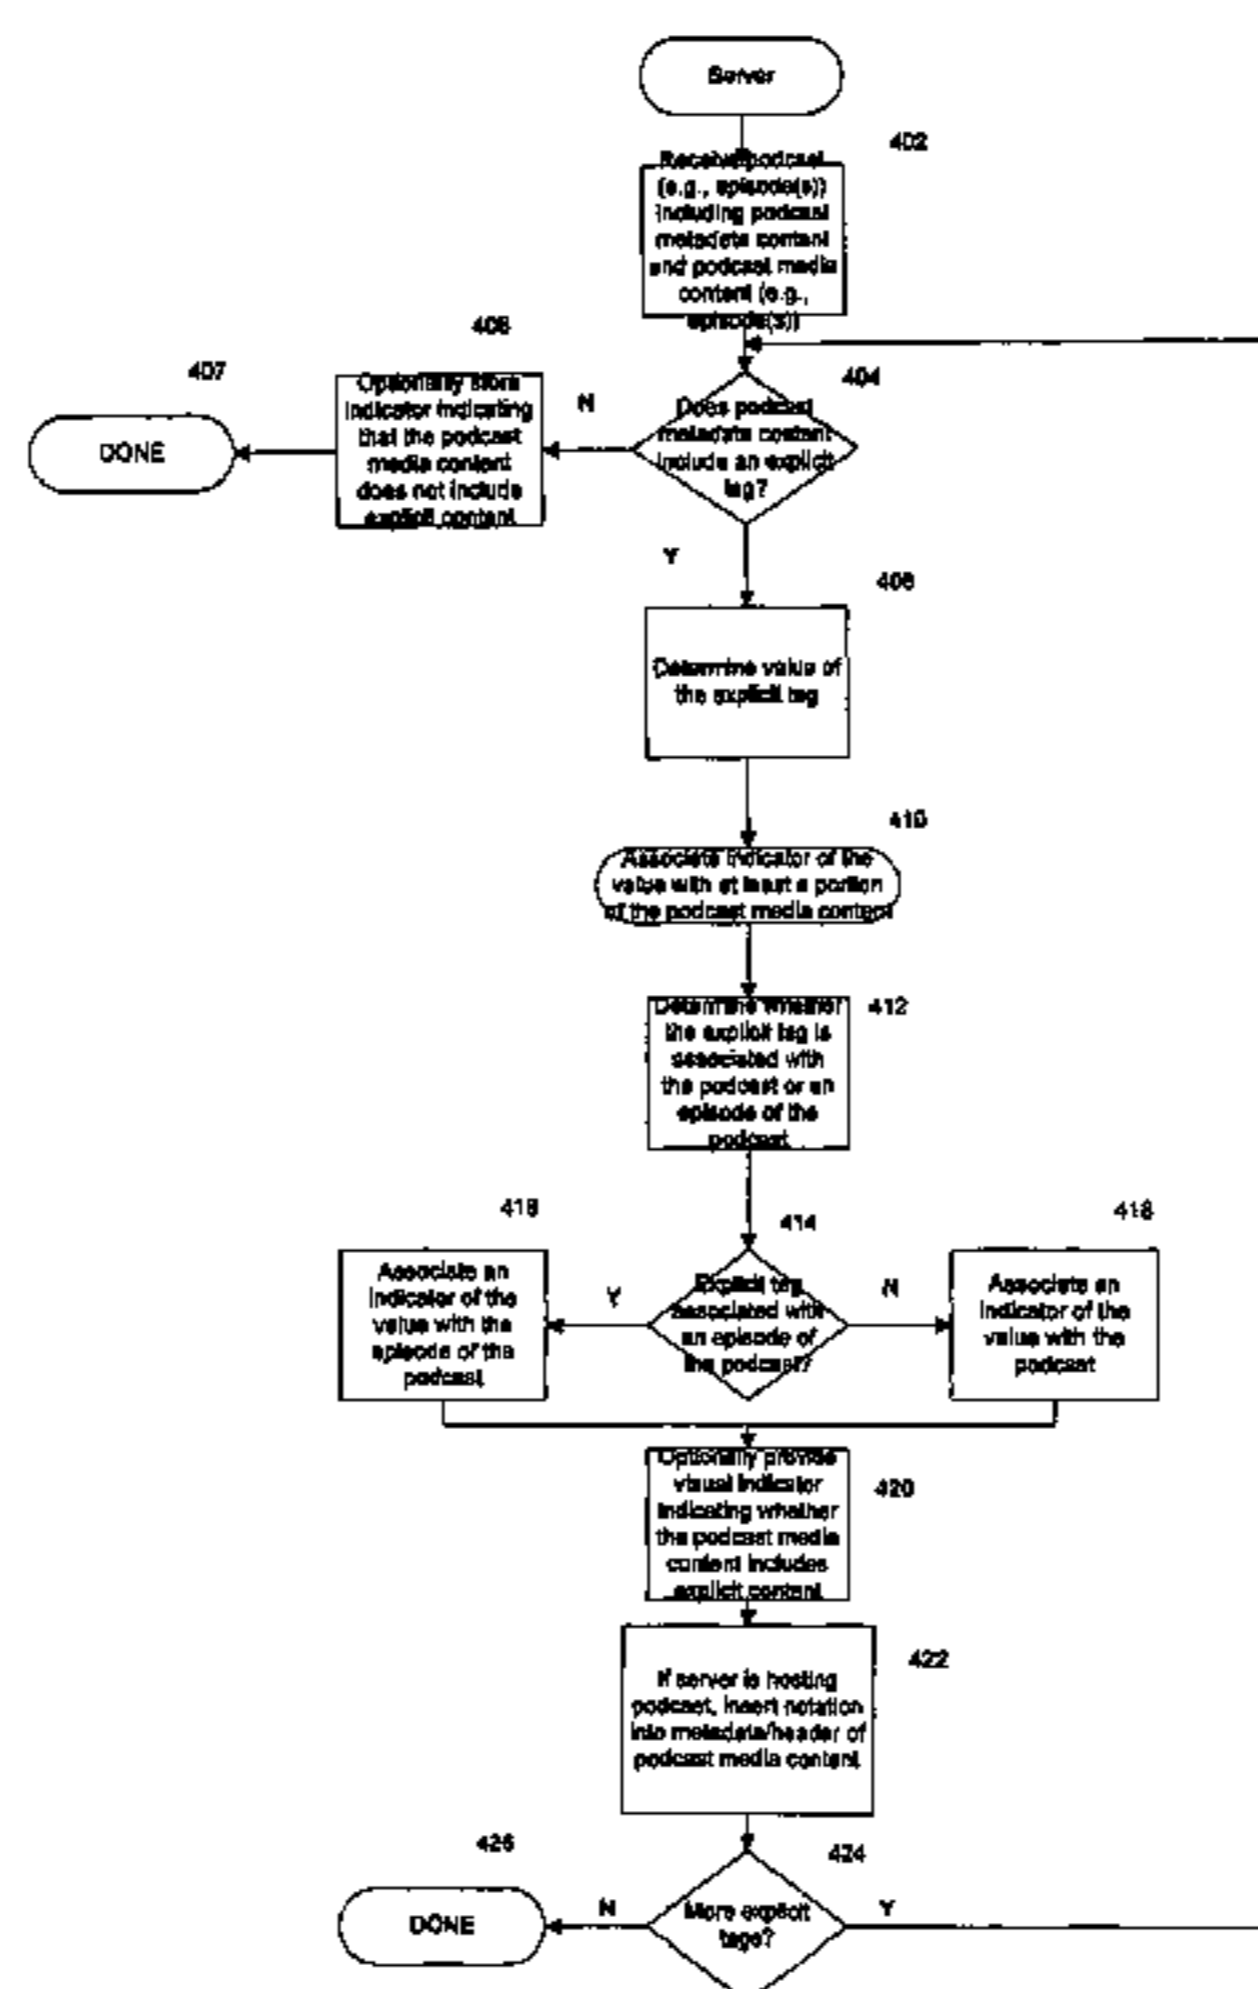 Server
402
Receive podcast
(e.g., episode(s))
including podcast
metadata content
and podcast media
content (e.g.,
episode(s))
406
407
404
Optionally store
indicator indicating
that the podcast
media content
does not include
explicit content
N
DONE
Does podcast
metadata content
include an explicit
tag?
Y
408
Determine value of
the explicit tag
410
Associate indicator of the
value with at least a portion
of the podcast media content
Determine whether
the explicit tag is
associated with
the podcast or an
episode of the
podcast
412
416
414
418
Associate an
indicator of the
value with the
episode of the
podcast
Y
Explicit tag
associated with
an episode of
the podcast?
N
Associate an
indicator of the
value with the
podcast
Optionally provide
visual indicator
indicating whether
the podcast media
content includes
explicit content
420
If server is hosting
podcast, insert notation
into metadata/header of
podcast media content
422
426
424
DONE
N
More explicit
tags?
Y